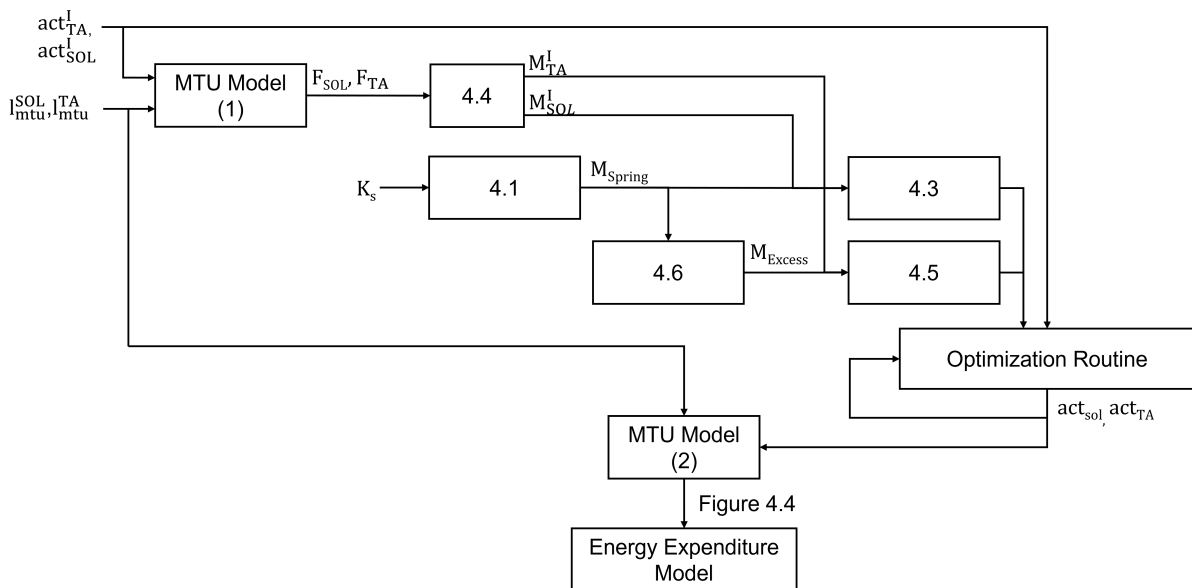 act^I_TA,
act^I_SOL
l^SOL_mtu, l^TA_mtu
MTU Model
(1)
F_SOL, F_TA
4.4
M^I_TA
M^I_SOL
K_s
4.1
M_Spring
4.3
4.6
M_Excess
4.5
Optimization Routine
act_sol, act_TA
MTU Model
(2)
Figure 4.4
Energy Expenditure
Model